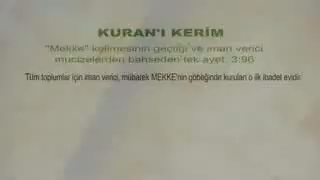 KURAN'I KERİM
"Mekke" kelimesinin geçtiği ve iman verici
mucizelerden bahseden tek ayet: 3:96
Tüm toplumlar için iman verici, mübarek MEKKE'nin göbeğinde kurulan o ilk ibadet evidir.